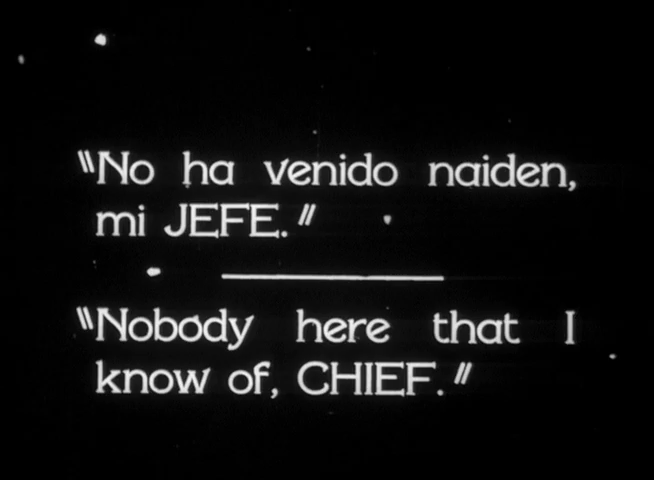 "No ha venido naiden,
mi JEFE."
"Nobody here that I
know of, CHIEF."